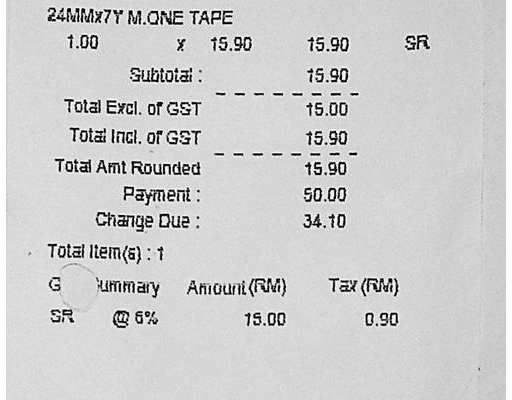 24MMx7Y M.ONE TAPE
1.00 x 15.90 15.90 SR
Subtotal : 15.90
Total Excl. of GST 15.00
Total Incl. of GST 15.90
Total Amt Rounded 15.90
Payment : 50.00
Change Due : 34.10
Total Item(s) : 1
G ummary Amount(RM) Tax(RM)
SR @ 6% 15.00 0.90